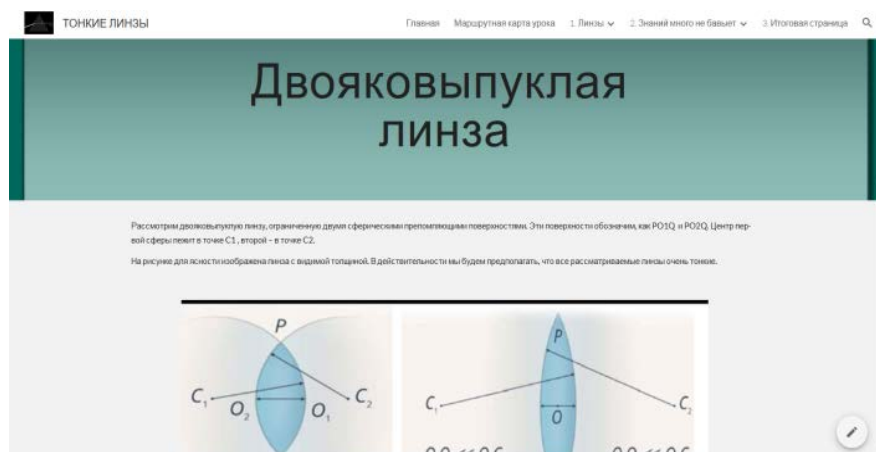 ТОНКИЕ ЛИНЗЫ
Главная Маршрутная карта урока 1. Линзы 2. Знаний много не бавыет 3. Итоговая страница
Двояковыпуклая
линза
Рассмотрим двояковыпуклую линзу, ограниченную двумя сферическими преломляющими поверхностями. Эти поверхности обозначим, как PO1Q и PO2Q. Центр пер-
вой сферы лежит в точке C1 , второй – в точке C2.
На рисунке для ясности изображена линза с видимой толщиной. В действительности мы будем предполагать, что все рассматриваемые линзы очень тонкие.
P
C₁ O₂ O₁ C₂
P
C₁ O C₂